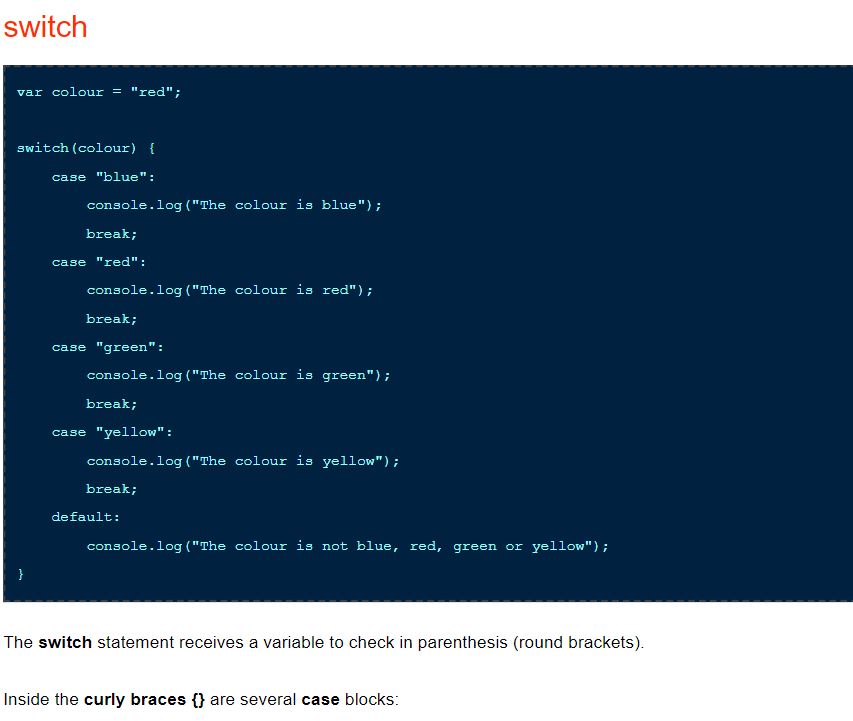 switch
var colour = "red";
switch(colour) {
    case "blue":
        console.log("The colour is blue");
        break;
    case "red":
        console.log("The colour is red");
        break;
    case "green":
        console.log("The colour is green");
        break;
    case "yellow":
        console.log("The colour is yellow");
        break;
    default:
        console.log("The colour is not blue, red, green or yellow");
}
The switch statement receives a variable to check in parenthesis (round brackets).
Inside the curly braces {} are several case blocks: